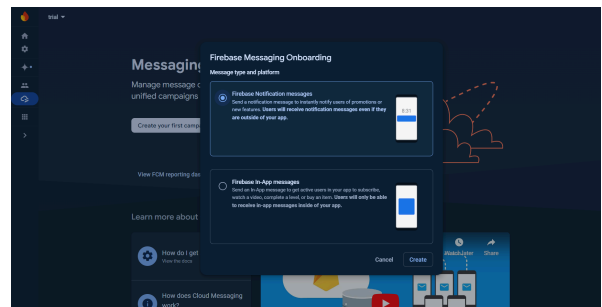 trial
Messaging
Manage message c
unified campaigns
Create your first campa
View FCM reporting das
Learn more about
How do I get
View the docs
How does Cloud Messaging
work?
Firebase Messaging Onboarding
Message type and platform
Firebase Notification messages
Send a notification message to instantly notify users of promotions or
new features. Users will receive notification messages even if they
are outside of your app.
6:31
Firebase In-App messages
Send an In-App message to get active users in your app to subscribe,
watch a video, complete a level, or buy an item. Users will only be able
to receive in-app messages inside of your app.
Cancel
Create
Watch later
Share